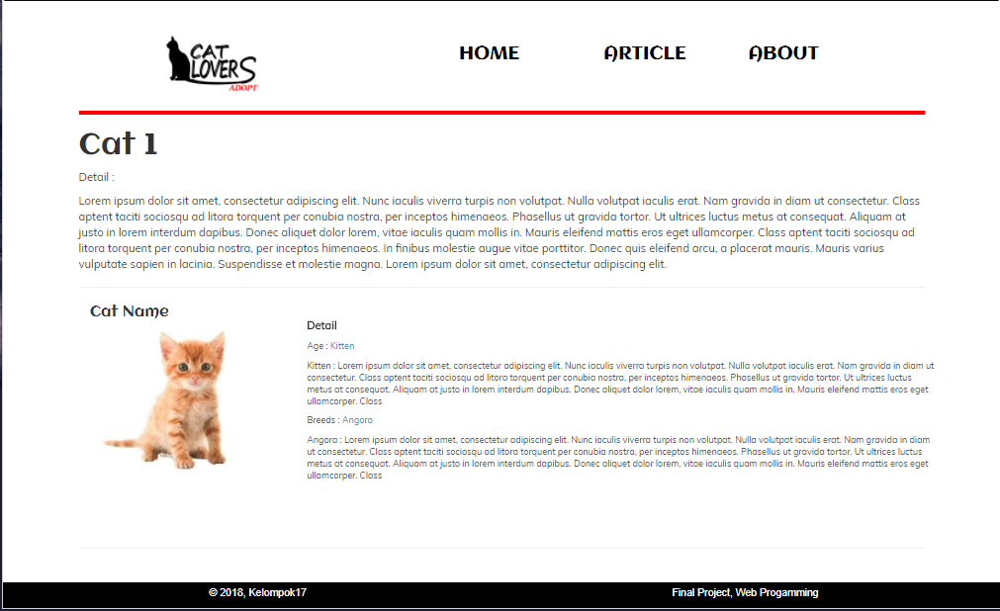 CAT
LOVERS
ADOPT
HOME ARTICLE ABOUT
Cat 1
Detail :
Lorem ipsum dolor sit amet, consectetur adipiscing elit. Nunc iaculis viverra turpis non volutpat. Nulla volutpat iaculis erat. Nam gravida in diam ut consectetur. Class
aptent taciti sociosqu ad litora torquent per conubia nostra, per inceptos himenaeos. Phasellus ut gravida tortor. Ut ultrices luctus metus at consequat. Aliquam at
justo in lorem interdum dapibus. Donec aliquet dolor lorem, vitae iaculis quam mollis in. Mauris eleifend mattis eros eget ullamcorper. Class aptent taciti sociosqu ad
litora torquent per conubia nostra, per inceptos himenaeos. In finibus molestie augue vitae porttitor. Donec quis eleifend arcu, a placerat mauris. Mauris varius
vulputate sapien in lacinia. Suspendisse et molestie magna. Lorem ipsum dolor sit amet, consectetur adipiscing elit.
Cat Name
Detail
Age : Kitten
Kitten : Lorem ipsum dolor sit amet, consectetur adipiscing elit. Nunc iaculis viverra turpis non volutpat. Nulla volutpat iaculis erat. Nam gravida in diam ut
consectetur. Class aptent taciti sociosqu ad litora torquent per conubia nostra, per inceptos himenaeos. Phasellus ut gravida tortor. Ut ultrices luctus
metus at consequat. Aliquam at justo in lorem interdum dapibus. Donec aliquet dolor lorem, vitae iaculis quam mollis in. Mauris eleifend mattis eros eget
ullamcorper. Class
Breeds : Angora
Angora : Lorem ipsum dolor sit amet, consectetur adipiscing elit. Nunc iaculis viverra turpis non volutpat. Nulla volutpat iaculis erat. Nam gravida in diam
ut consectetur. Class aptent taciti sociosqu ad litora torquent per conubia nostra, per inceptos himenaeos. Phasellus ut gravida tortor. Ut ultrices luctus
metus at consequat. Aliquam at justo in lorem interdum dapibus. Donec aliquet dolor lorem, vitae iaculis quam mollis in. Mauris eleifend mattis eros eget
ullamcorper. Class
© 2018, Kelompok17 Final Project, Web Progamming